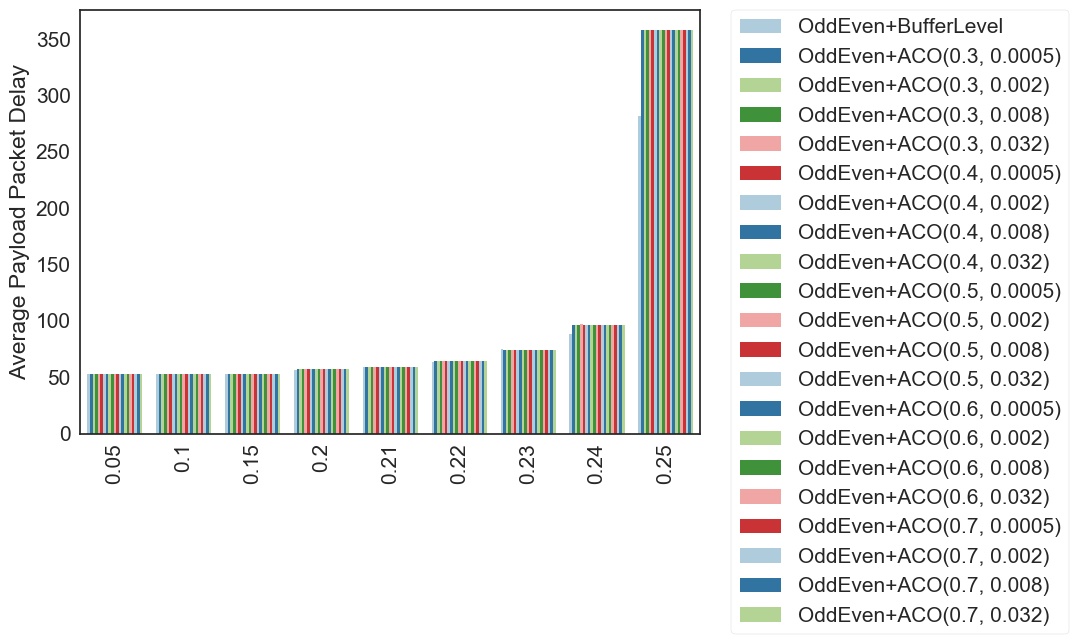 Average Payload Packet Delay
350
300
250
200
150
100
50
0
0.05
0.1
0.15
0.2
0.21
0.22
0.23
0.24
0.25
OddEven+BufferLevel
OddEven+ACO(0.3, 0.0005)
OddEven+ACO(0.3, 0.002)
OddEven+ACO(0.3, 0.008)
OddEven+ACO(0.3, 0.032)
OddEven+ACO(0.4, 0.0005)
OddEven+ACO(0.4, 0.002)
OddEven+ACO(0.4, 0.008)
OddEven+ACO(0.4, 0.032)
OddEven+ACO(0.5, 0.0005)
OddEven+ACO(0.5, 0.002)
OddEven+ACO(0.5, 0.008)
OddEven+ACO(0.5, 0.032)
OddEven+ACO(0.6, 0.0005)
OddEven+ACO(0.6, 0.002)
OddEven+ACO(0.6, 0.008)
OddEven+ACO(0.6, 0.032)
OddEven+ACO(0.7, 0.0005)
OddEven+ACO(0.7, 0.002)
OddEven+ACO(0.7, 0.008)
OddEven+ACO(0.7, 0.032)